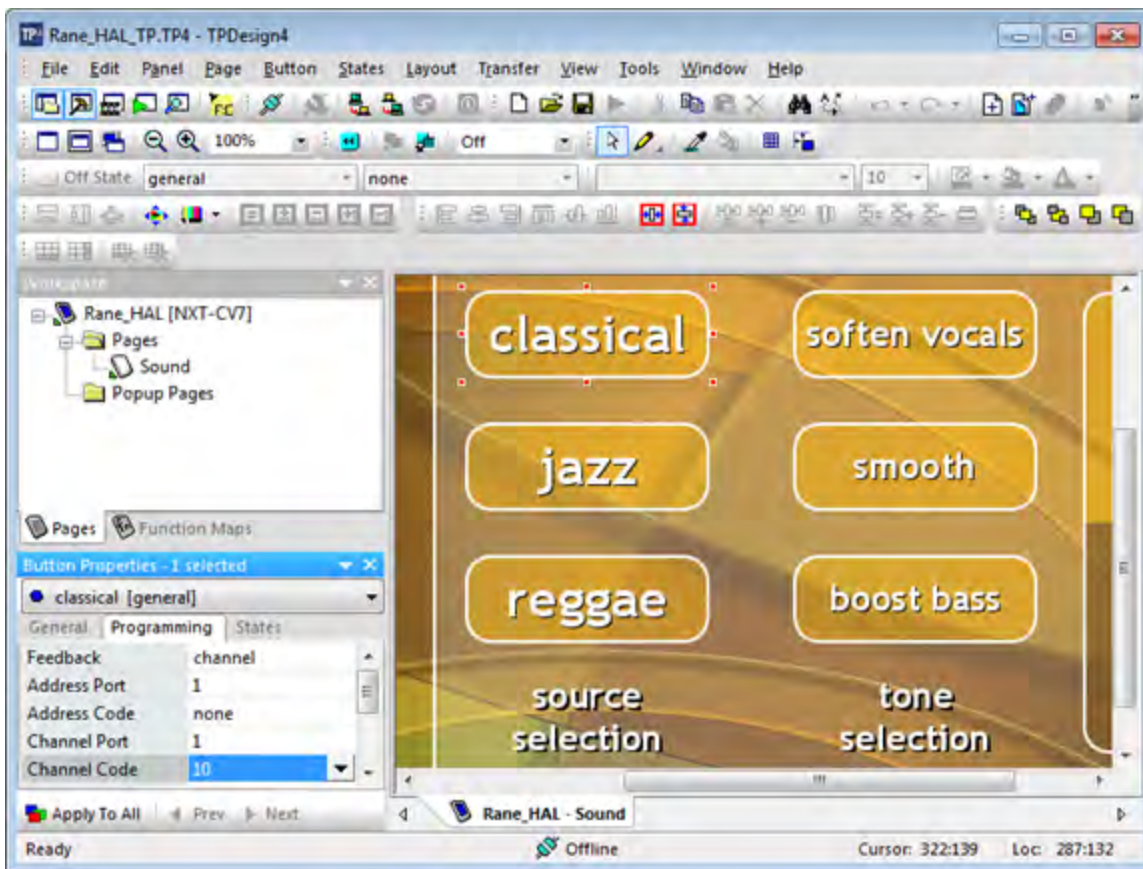 Rane_HAL_TP.TP4 - TPDesign4
File Edit Panel Page Button States Layout Transfer View Tools Window Help
100% Off
Off State general none 10
Workspace
Rane_HAL [NXT-CV7]
Pages
Sound
Popup Pages
Pages Function Maps
Button Properties - 1 selected
classical [general]
General Programming States
Feedback channel
Address Port 1
Address Code none
Channel Port 1
Channel Code 10
Apply To All Prev Next
classical soften vocals
jazz smooth
reggae boost bass
source
selection
tone
selection
Rane_HAL - Sound
Ready Offline Cursor: 322:139 Loc: 287:132